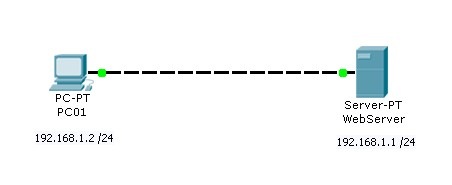 PC-PT
PC01
192.168.1.2 /24
Server-PT
WebServer
192.168.1.1 /24